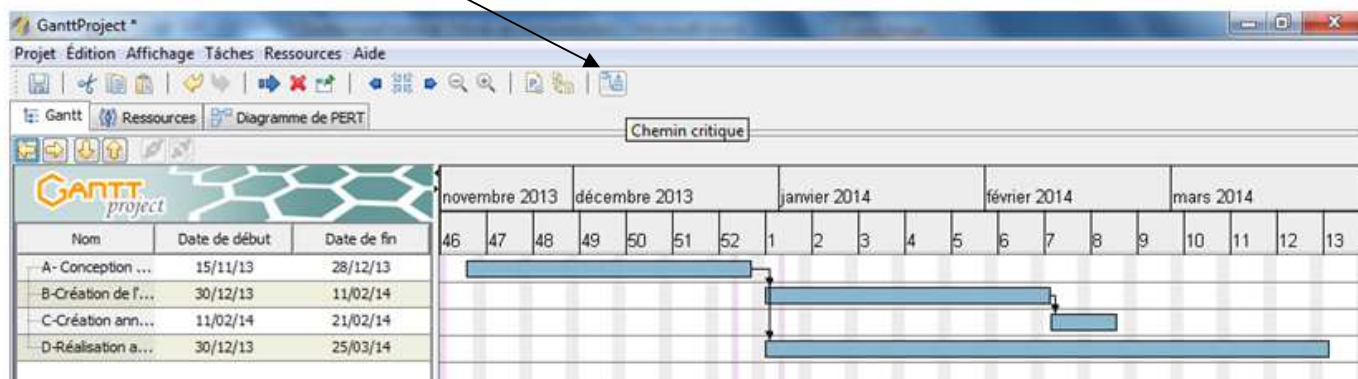 GanttProject *
Projet Édition Affichage Tâches Ressources Aide
Gantt Ressources Diagramme de PERT
Chemin critique
GANTT project
novembre 2013 décembre 2013 janvier 2014 février 2014 mars 2014
Nom Date de début Date de fin 46 47 48 49 50 51 52 1 2 3 4 5 6 7 8 9 10 11 12 13
A- Conception ... 15/11/13 28/12/13
B-Création de l'... 30/12/13 11/02/14
C-Création ann... 11/02/14 21/02/14
D-Réalisation a... 30/12/13 25/03/14